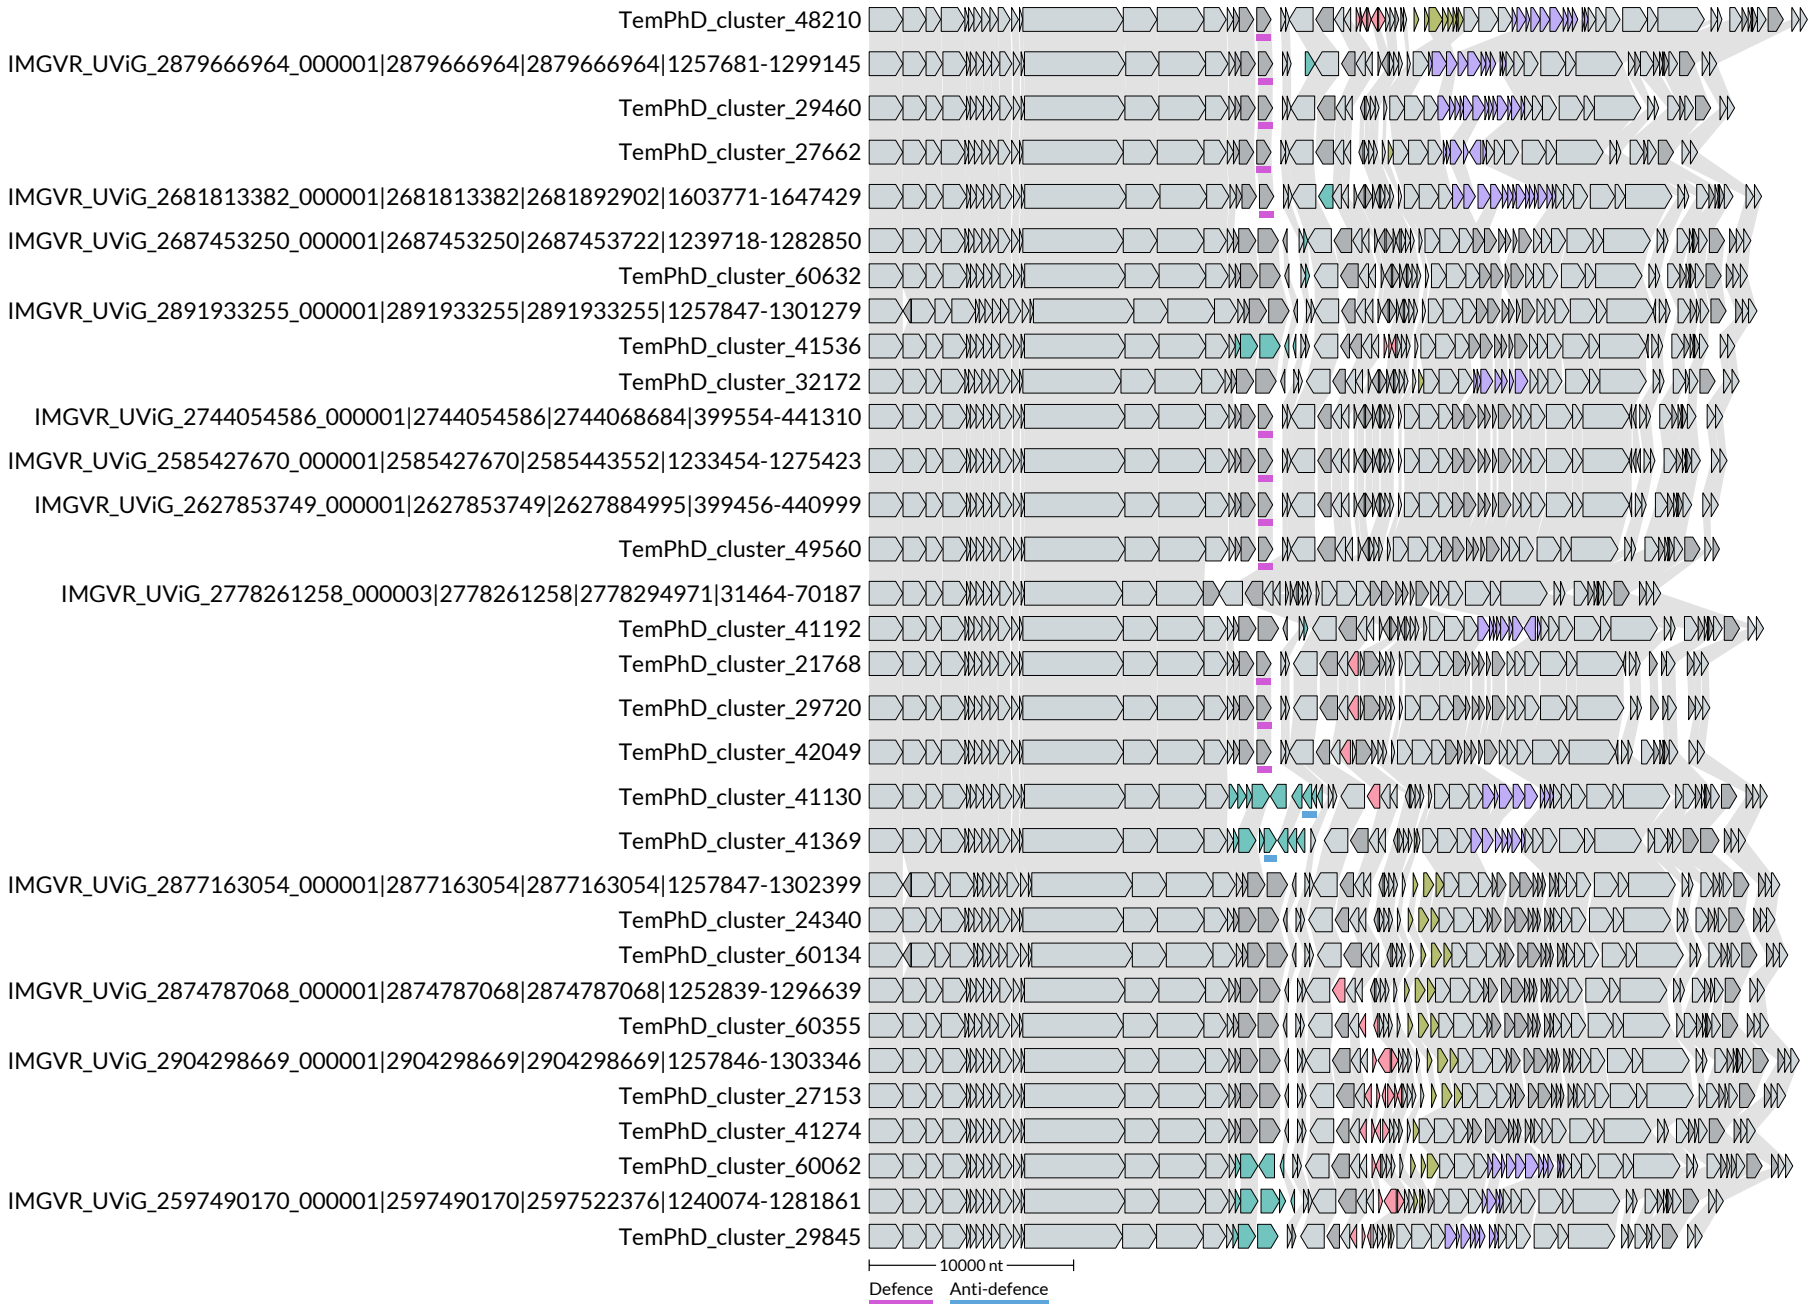 TemPhD_cluster_48210
IMGVR_UViG_2879666964_000001|2879666964|2879666964|1257681-1299145
TemPhD_cluster_29460
TemPhD_cluster_27662
IMGVR_UViG_2681813382_000001|2681813382|2681892902|1603771-1647429
IMGVR_UViG_2687453250_000001|2687453250|2687453722|1239718-1282850
TemPhD_cluster_60632
IMGVR_UViG_2891933255_000001|2891933255|2891933255|1257847-1301279
TemPhD_cluster_41536
TemPhD_cluster_32172
IMGVR_UViG_2744054586_000001|2744054586|2744068684|399554-441310
IMGVR_UViG_2585427670_000001|2585427670|2585443552|1233454-1275423
IMGVR_UViG_2627853749_000001|2627853749|2627884995|399456-440999
TemPhD_cluster_49560
IMGVR_UViG_2778261258_000003|2778261258|2778294971|31464-70187
TemPhD_cluster_41192
TemPhD_cluster_21768
TemPhD_cluster_29720
TemPhD_cluster_42049
TemPhD_cluster_41130
TemPhD_cluster_41369
IMGVR_UViG_2877163054_000001|2877163054|2877163054|1257847-1302399
TemPhD_cluster_24340
TemPhD_cluster_60134
IMGVR_UViG_2874787068_000001|2874787068|2874787068|1252839-1296639
TemPhD_cluster_60355
IMGVR_UViG_2904298669_000001|2904298669|2904298669|1257846-1303346
TemPhD_cluster_27153
TemPhD_cluster_41274
TemPhD_cluster_60062
IMGVR_UViG_2597490170_000001|2597490170|2597522376|1240074-1281861
TemPhD_cluster_29845
10000 nt
Defence Anti-defence